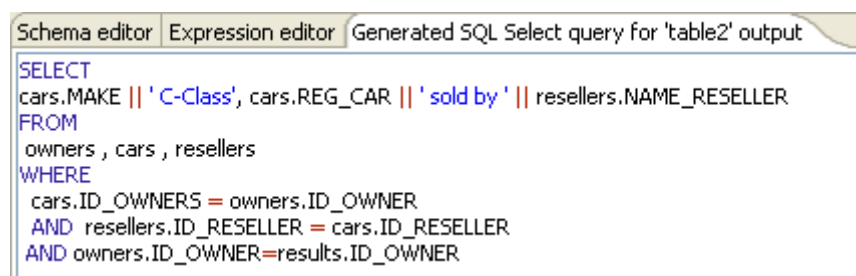 Schema editor Expression editor Generated SQL Select query for 'table2' output
SELECT
cars.MAKE || ' C-Class', cars.REG_CAR || ' sold by ' || resellers.NAME_RESELLER
FROM
owners , cars , resellers
WHERE
cars.ID_OWNERS = owners.ID_OWNER
AND resellers.ID_RESELLER = cars.ID_RESELLER
AND owners.ID_OWNER=results.ID_OWNER